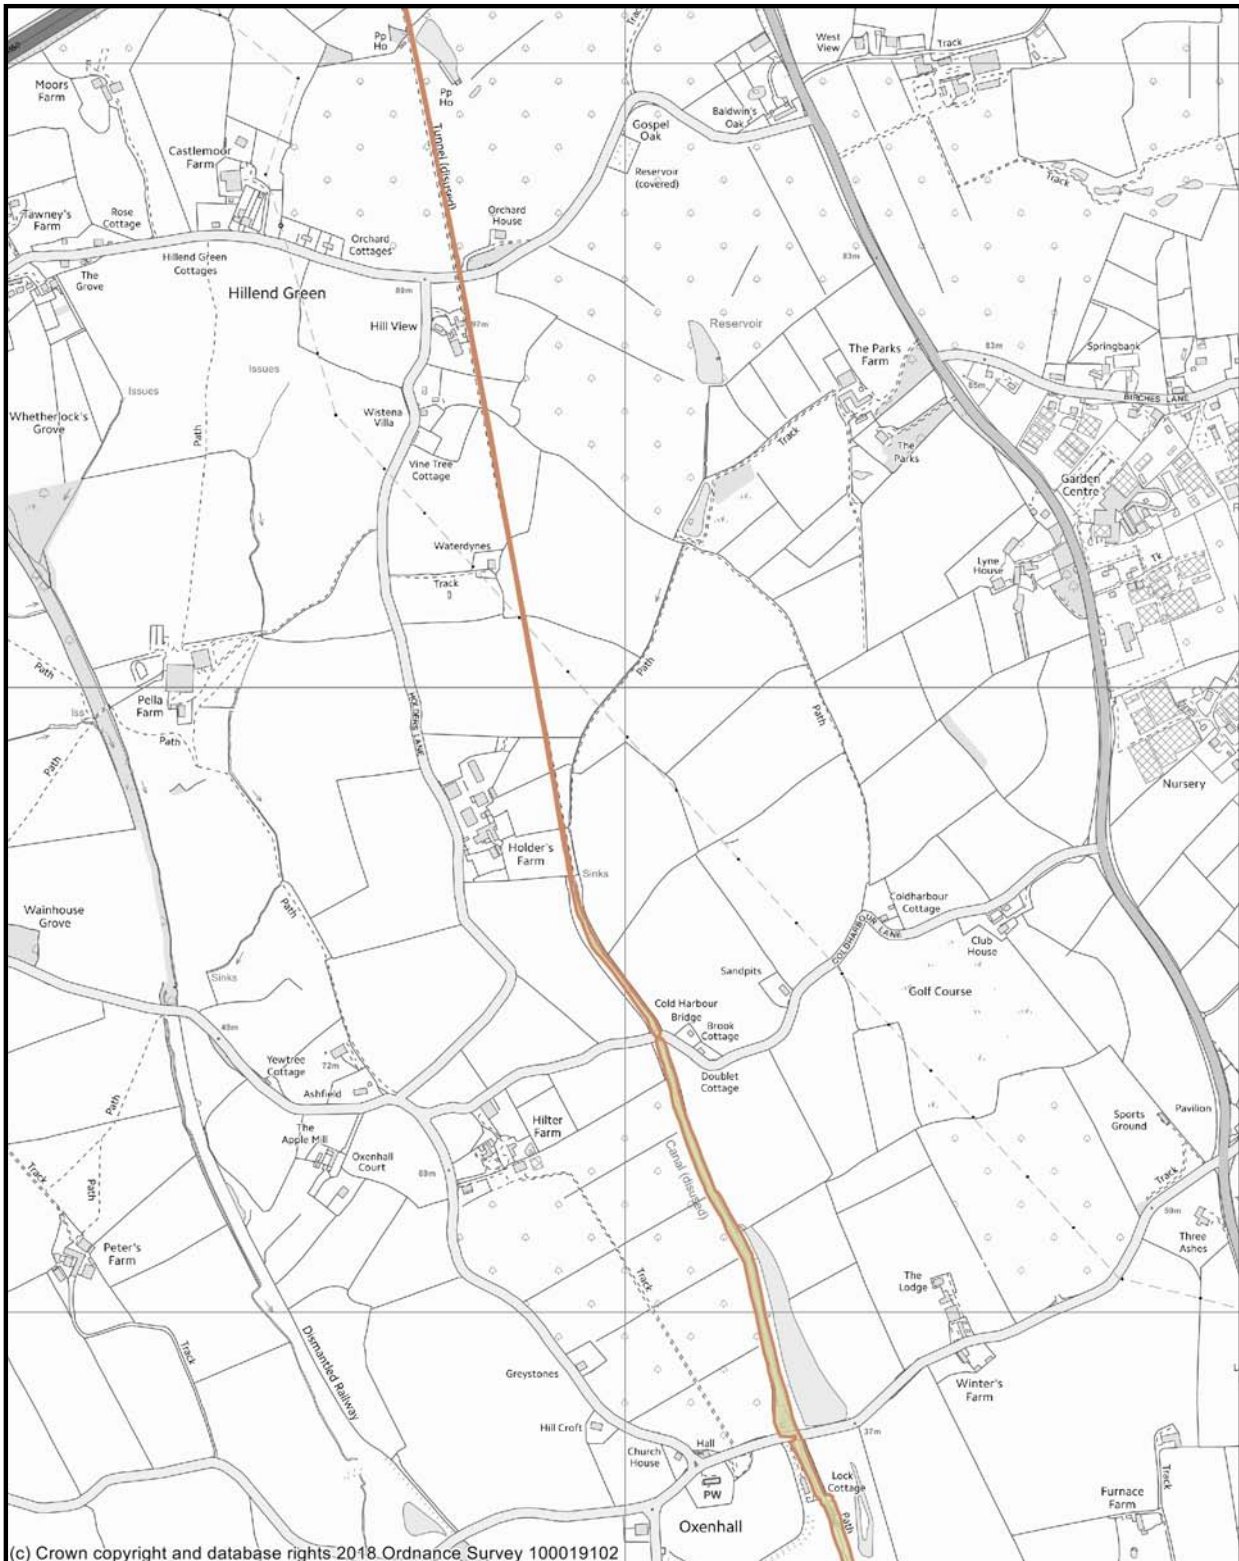 Pp
Ho
Track
West
View
Track
Moors
Farm
Pp
Ho
Baldwin's
Oak
Gospel
Oak
Tunnel (disused)
Castlemoor
Farm
Reservoir
(covered)
Track
Tawney's
Farm
Rose
Cottage
Orchard
House
Orchard
Cottages
Hillend Green
Cottages
83m
The
Grove
Hillend Green
Hill View
Reservoir
The Parks
Farm
83m
Springbank
Issues
Issues
85m
BIRCHES LANE
Whetherlock's
Grove
Path
Wistena
Villa
Track
The
Parks
Vine Tree
Cottage
Garden
Centre
Waterdynes
Track
Lyne
House
Tk
Path
Path
Pella
Farm
Iss
HOLDERS LANE
Path
Path
Path
Nursery
Holder's
Farm
Sinks
Wainhouse
Grove
Path
Coldharbour
Cottage
COLDHARBOUR LANE
Club
House
Sinks
Sandpits
Golf Course
Cold Harbour
Bridge
Brook
Cottage
Yewtree
Cottage
72m
Ashfield
Doublet
Cottage
Path
The
Apple Mill
Hilter
Farm
Sports
Ground
Pavilion
Oxenhall
Court
Canal (disused)
Track
Path
Track
59m
Peter's
Farm
Three
Ashes
Track
The
Lodge
Dismantled Railway
Track
Greystones
Winter's
Farm
Hill Croft
Church
House
Hall
37m
PW
Lock
Cottage
Track
Furnace
Farm
Oxenhall
Path
(c) Crown copyright and database rights 2018 Ordnance Survey 100019102